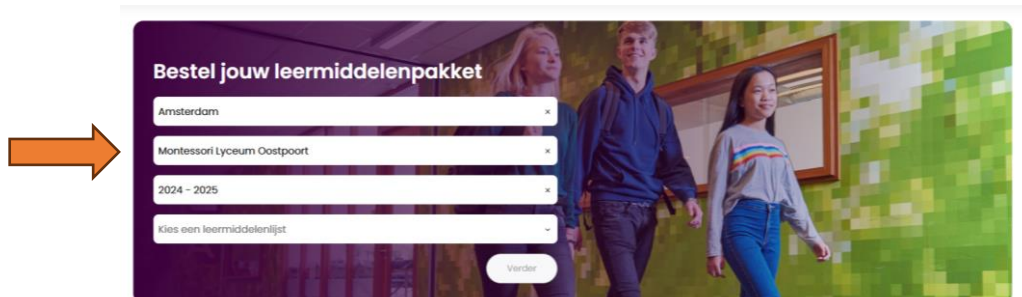 Bestel jouw leermiddelenpakket
Amsterdam
Montessori Lyceum Oostpoort
2024 - 2025
Kies een leermiddelenlijst
Verder